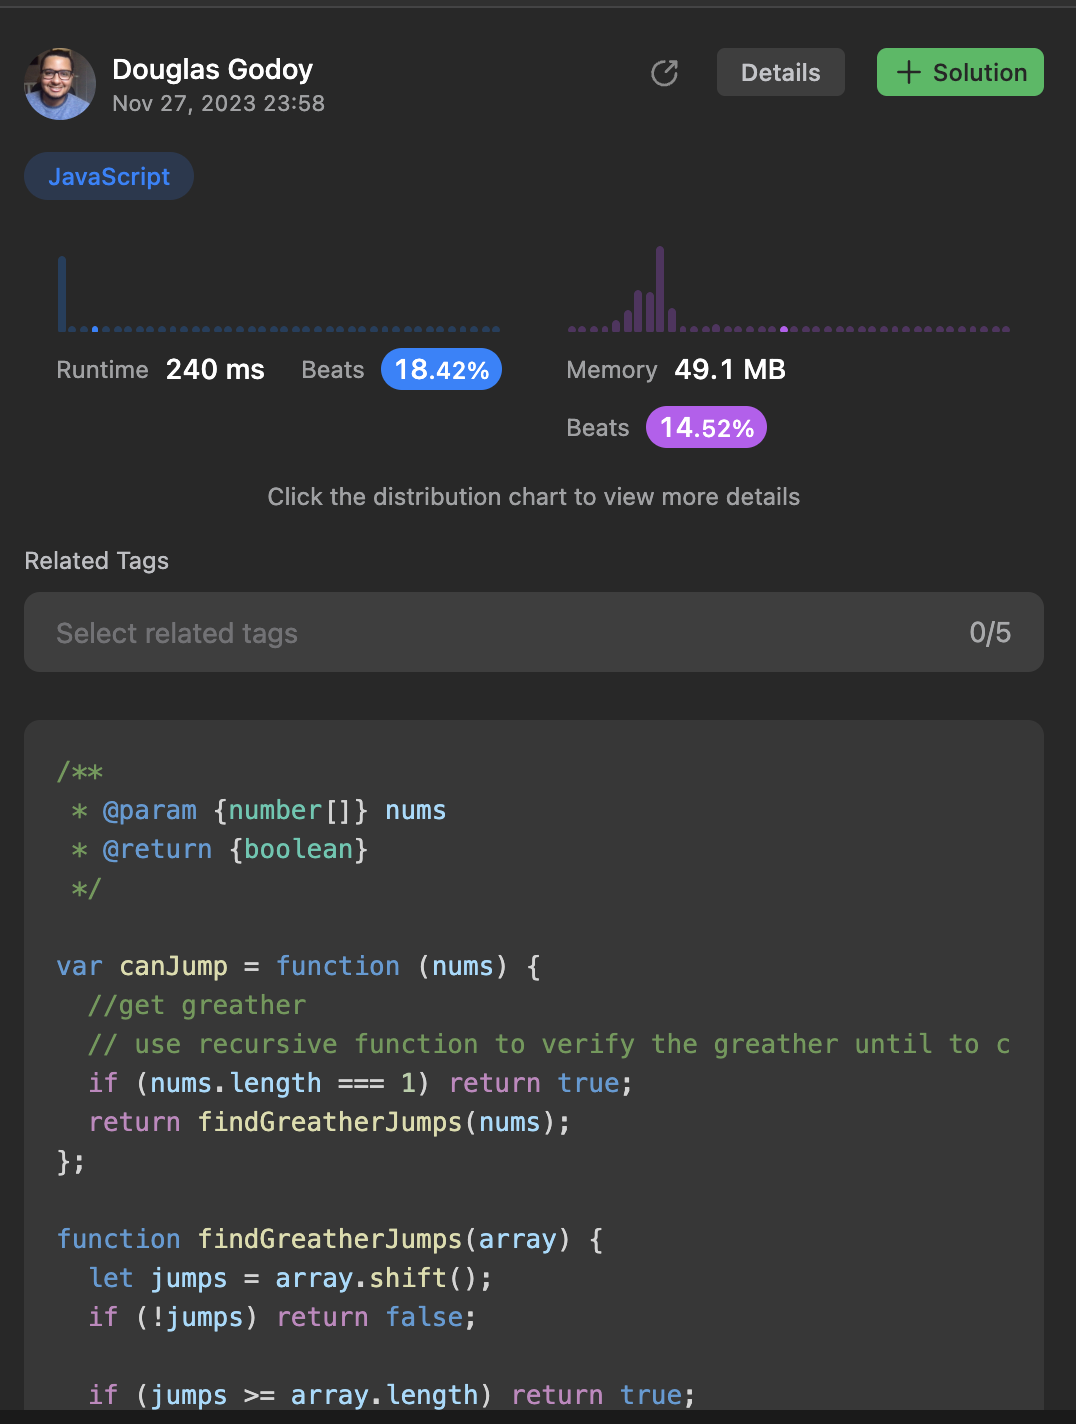 Douglas Godoy
Nov 27, 2023 23:58
Details
+ Solution
JavaScript
Runtime 240 ms Beats 18.42%
Memory 49.1 MB
Beats 14.52%
Click the distribution chart to view more details
Related Tags
Select related tags 0/5
/**
 * @param {number[]} nums
 * @return {boolean}
 */

var canJump = function (nums) {
  //get greather
  // use recursive function to verify the greather until to c
  if (nums.length === 1) return true;
  return findGreatherJumps(nums);
};

function findGreatherJumps(array) {
  let jumps = array.shift();
  if (!jumps) return false;

  if (jumps >= array.length) return true;